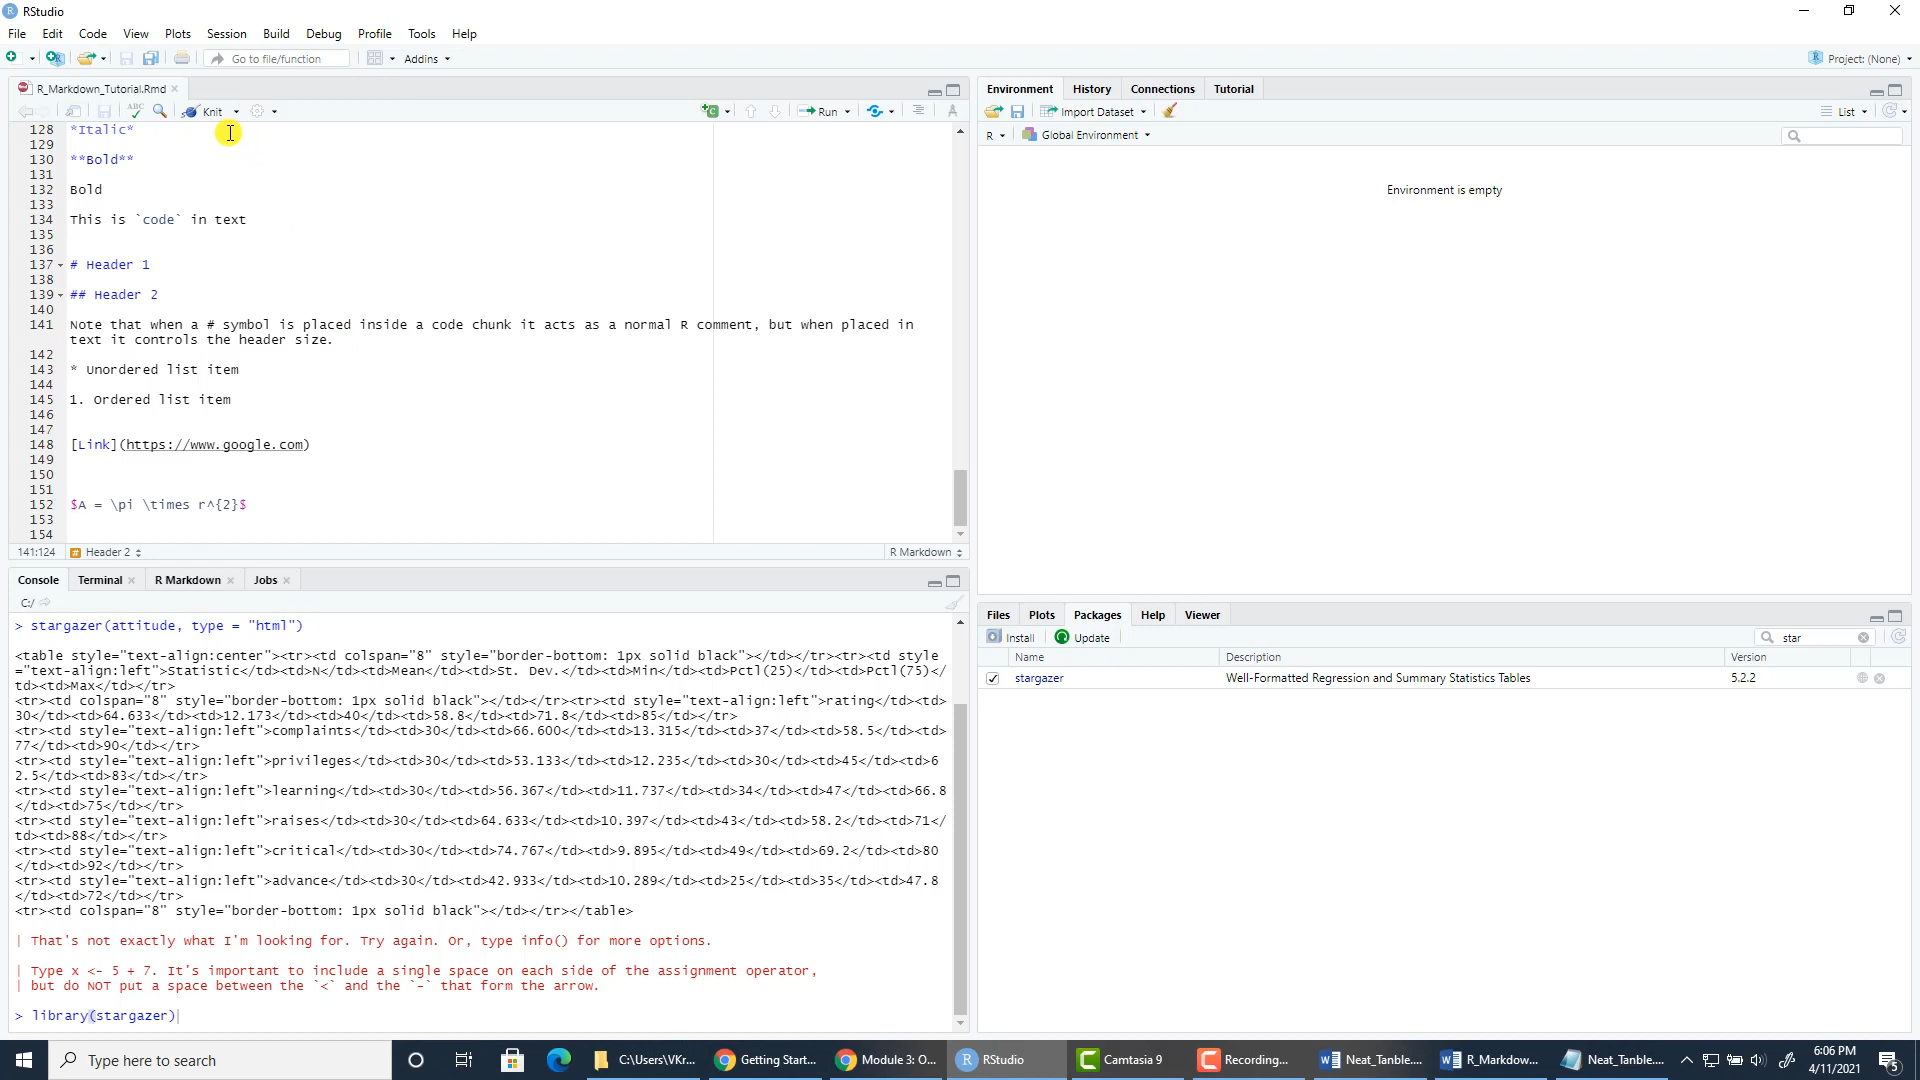 RStudio
File Edit Code View Plots Session Build Debug Profile Tools Help
Go to file/function Addins Project: (None)
R_Markdown_Tutorial.Rmd
ABC Knit Run
128 *Italic*
129
130 **Bold**
131
132 Bold
133
134 This is `code` in text
135
136
137 # Header 1
138
139 ## Header 2
140
141 Note that when a # symbol is placed inside a code chunk it acts as a normal R comment, but when placed in
text it controls the header size.
142
143 * Unordered list item
144
145 1. Ordered list item
146
147
148 [Link](https://www.google.com)
149
150
151
152 $A = \pi \times r^{2}$
153
154
141:124 # Header 2 R Markdown
Console Terminal R Markdown Jobs
C:/
> stargazer(attitude, type = "html")
<table style="text-align:center"><tr><td colspan="8" style="border-bottom: 1px solid black"></td></tr><tr><td style
="text-align:left">Statistic</td><td>N</td><td>Mean</td><td>St. Dev.</td><td>Min</td><td>Pctl(25)</td><td>Pctl(75)</
td><td>Max</td></tr>
<tr><td colspan="8" style="border-bottom: 1px solid black"></td></tr><tr><td style="text-align:left">rating</td><td>
30</td><td>64.633</td><td>12.173</td><td>40</td><td>58.8</td><td>71.8</td><td>85</td></tr>
<tr><td style="text-align:left">complaints</td><td>30</td><td>66.600</td><td>13.315</td><td>37</td><td>58.5</td><td>
77</td><td>90</td></tr>
<tr><td style="text-align:left">privileges</td><td>30</td><td>53.133</td><td>12.235</td><td>30</td><td>45</td><td>6
2.5</td><td>83</td></tr>
<tr><td style="text-align:left">learning</td><td>30</td><td>56.367</td><td>11.737</td><td>34</td><td>47</td><td>66.8
</td><td>75</td></tr>
<tr><td style="text-align:left">raises</td><td>30</td><td>64.633</td><td>10.397</td><td>43</td><td>58.2</td><td>71</
td><td>88</td></tr>
<tr><td style="text-align:left">critical</td><td>30</td><td>74.767</td><td>9.895</td><td>49</td><td>69.2</td><td>80
</td><td>92</td></tr>
<tr><td style="text-align:left">advance</td><td>30</td><td>42.933</td><td>10.289</td><td>25</td><td>35</td><td>47.8
</td><td>72</td></tr>
<tr><td colspan="8" style="border-bottom: 1px solid black"></td></tr></table>
| That's not exactly what I'm looking for. Try again. Or, type info() for more options.
| Type x <- 5 + 7. It's important to include a single space on each side of the assignment operator,
| but do NOT put a space between the `<` and the `-` that form the arrow.
> library(stargazer)
Environment History Connections Tutorial
Import Dataset List
R Global Environment
Environment is empty
Files Plots Packages Help Viewer
Install Update star
Name Description Version
stargazer Well-Formatted Regression and Summary Statistics Tables 5.2.2
Type here to search
C:\Users\VKr... Getting Start... Module 3: O... RStudio Camtasia 9 Recording... Neat_Tanble.... R_Markdow... Neat_Tanble....
6:06 PM
4/11/2021
5